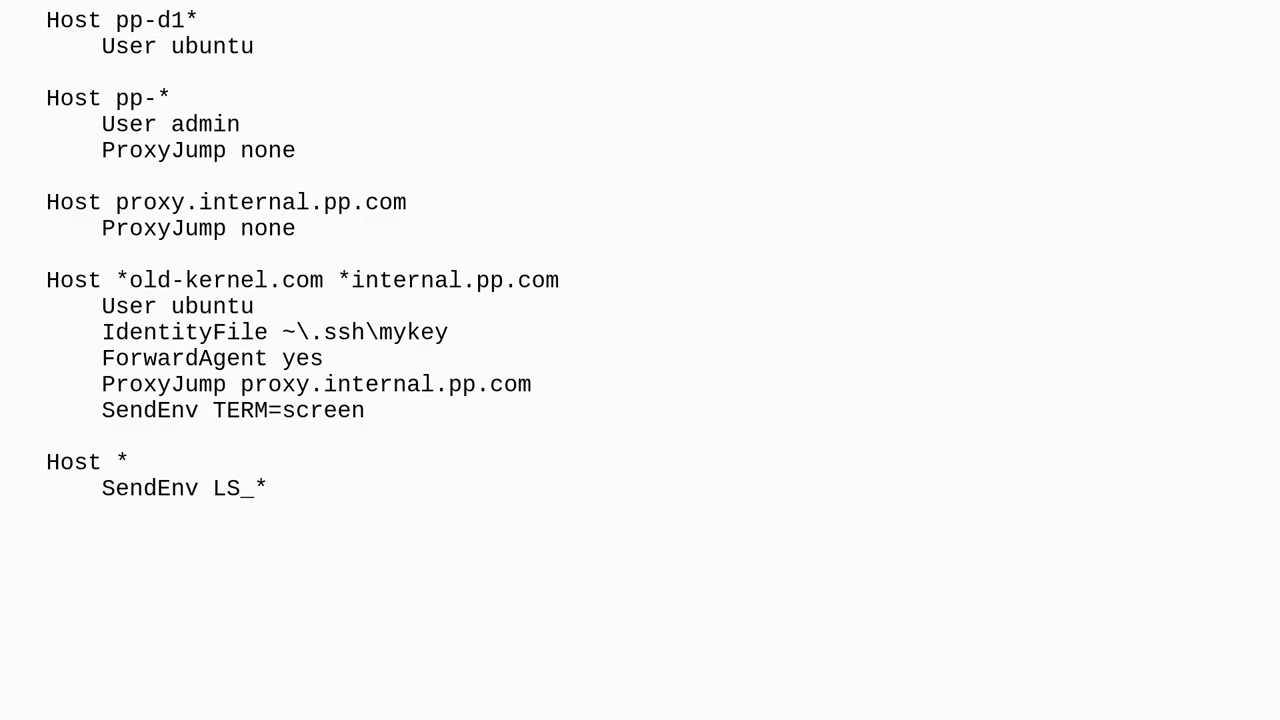 Host pp-d1*
    User ubuntu

Host pp-*
    User admin
    ProxyJump none

Host proxy.internal.pp.com
    ProxyJump none

Host *old-kernel.com *internal.pp.com
    User ubuntu
    IdentityFile ~\.ssh\mykey
    ForwardAgent yes
    ProxyJump proxy.internal.pp.com
    SendEnv TERM=screen

Host *
    SendEnv LS_*